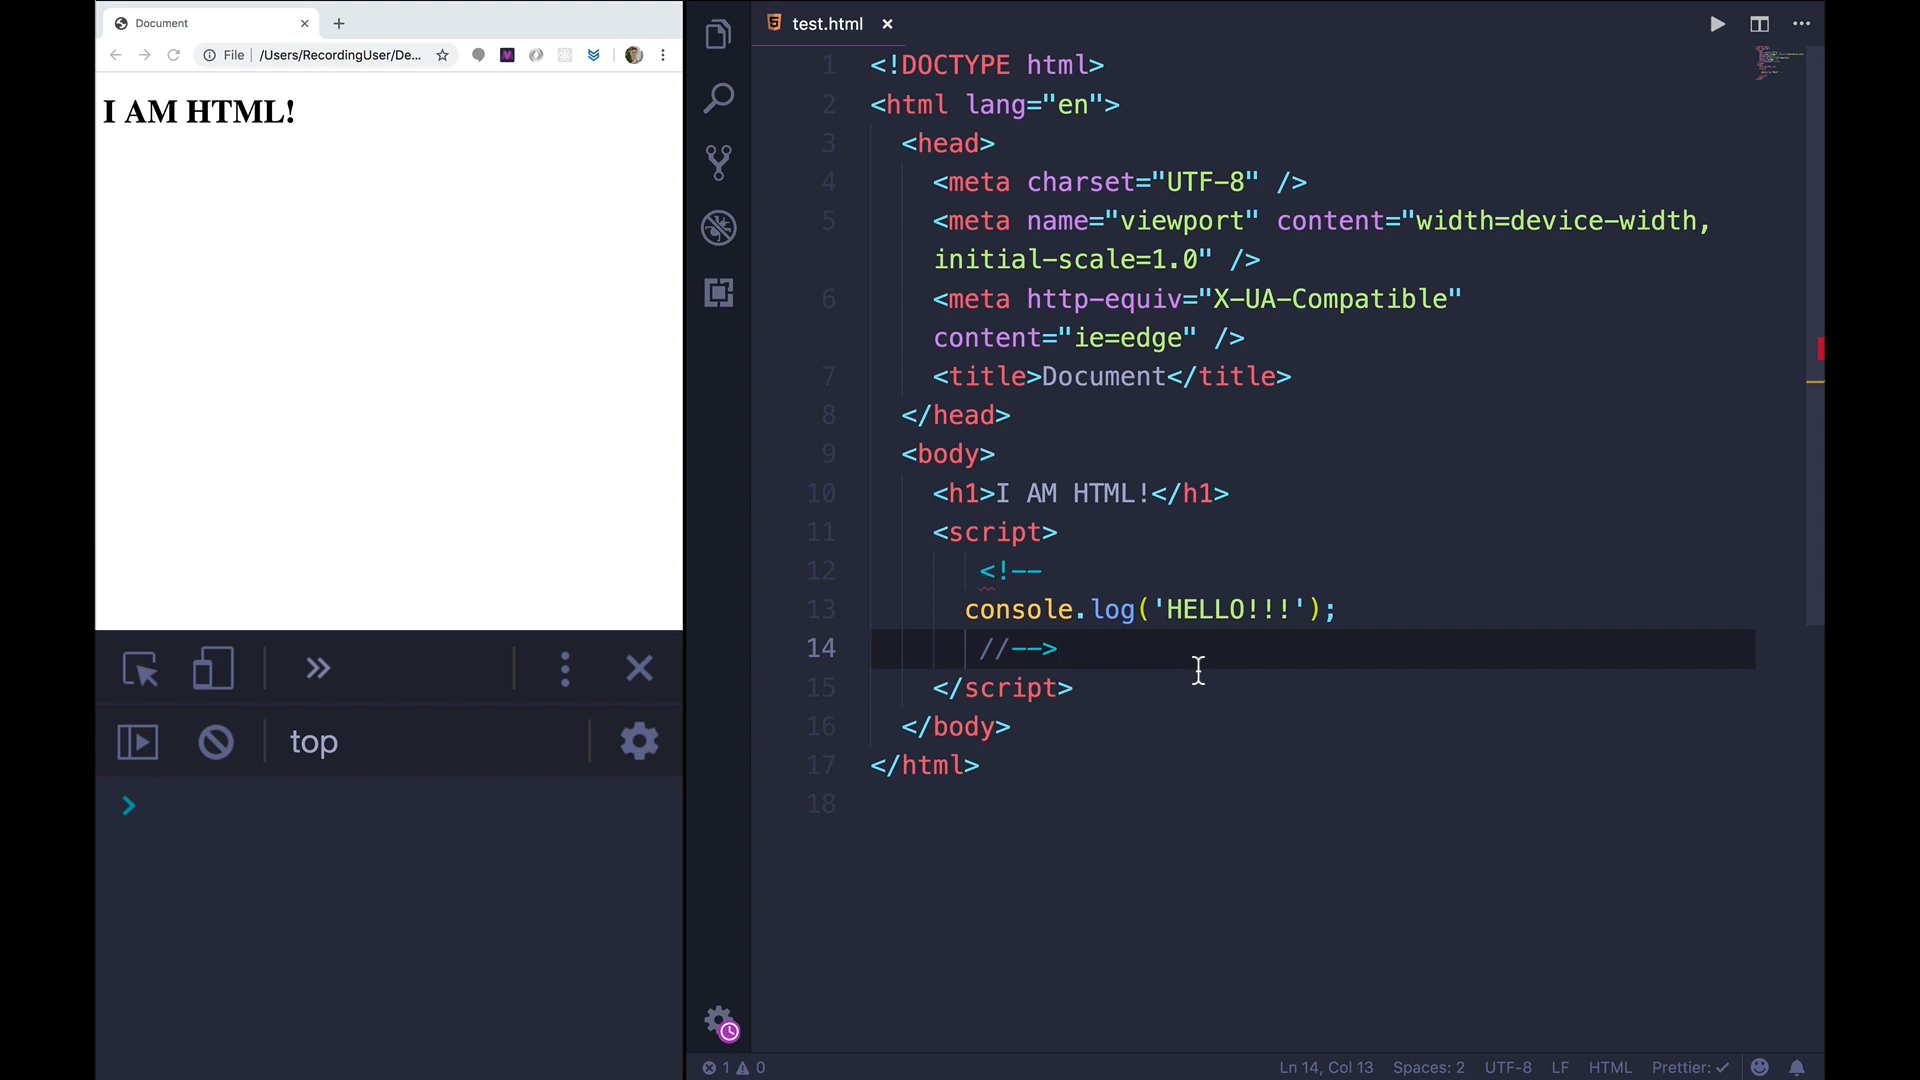 Document
File
/Users/RecordingUser/De...
I AM HTML!
top
test.html
1 <!DOCTYPE html>
2 <html lang="en">
3 <head>
4 <meta charset="UTF-8" />
5 <meta name="viewport" content="width=device-width,
initial-scale=1.0" />
6 <meta http-equiv="X-UA-Compatible"
content="ie=edge" />
7 <title>Document</title>
8 </head>
9 <body>
10 <h1>I AM HTML!</h1>
11 <script>
12 <!--
13 console.log('HELLO!!!');
14 //-->
15 </script>
16 </body>
17 </html>
18
1 0 Ln 14, Col 13 Spaces: 2 UTF-8 LF HTML Prettier: ✓